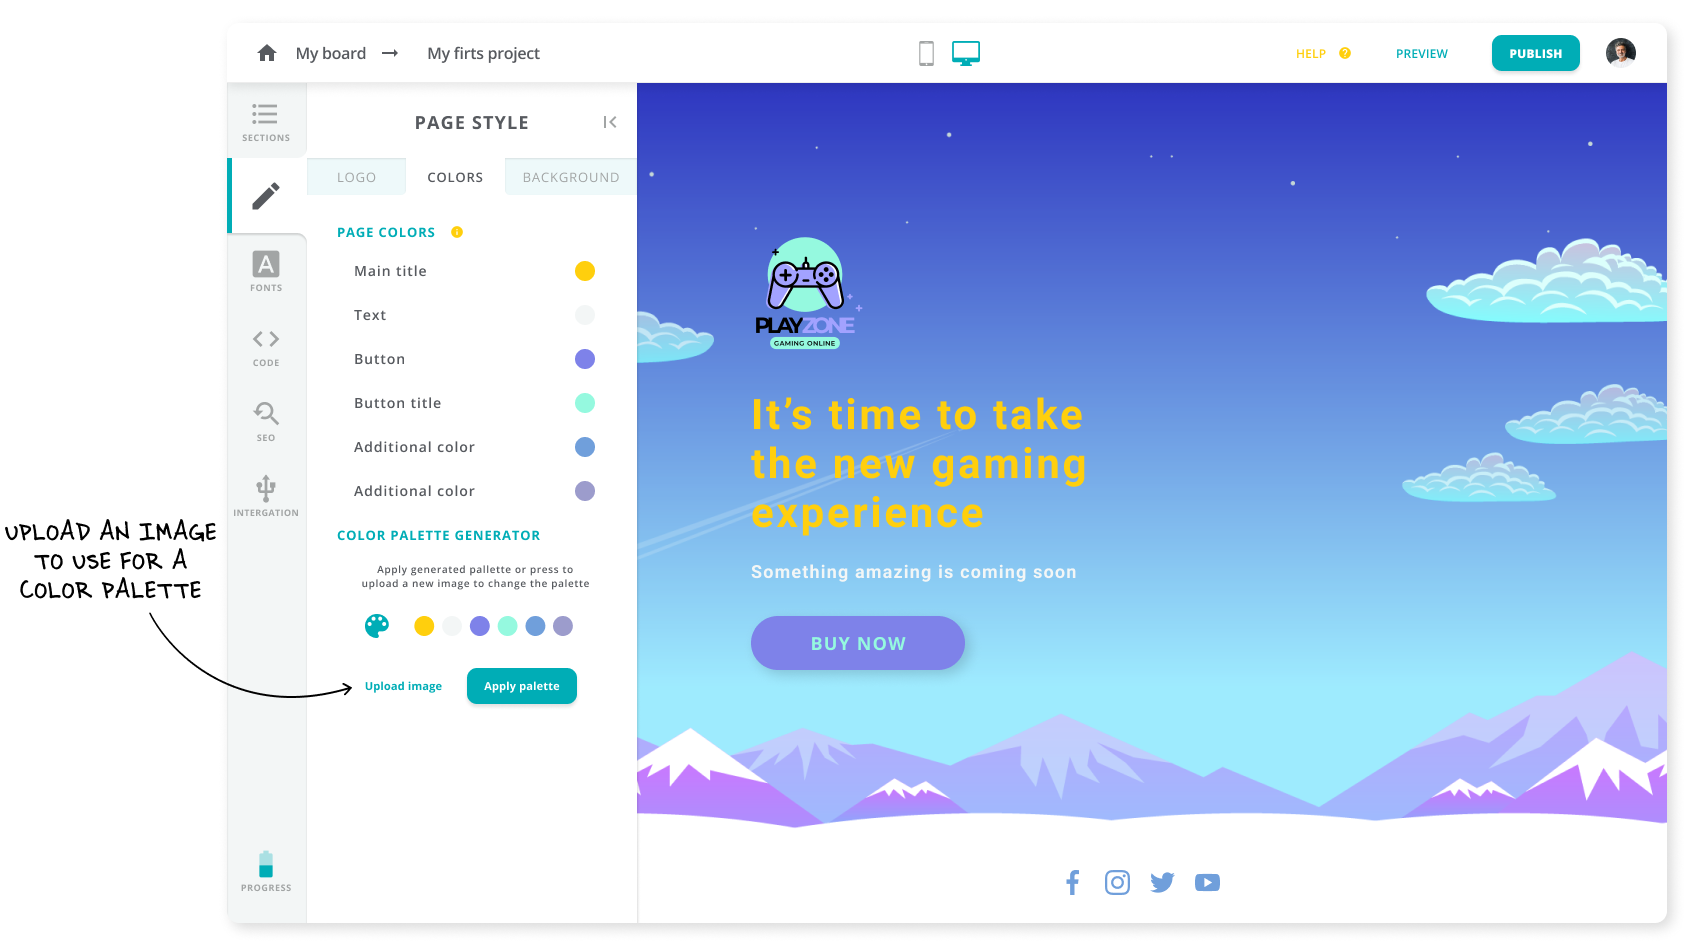 My board → My firts project
HELP ?
PREVIEW
PUBLISH
SECTIONS
FONTS
CODE
SEO
INTERGATION
PROGRESS
PAGE STYLE
LOGO
COLORS
BACKGROUND
PAGE COLORS
Main title
Text
Button
Button title
Additional color
Additional color
COLOR PALETTE GENERATOR
Apply generated pallette or press to
upload a new image to change the palette
Upload image
Apply palette
UPLOAD AN IMAGE
TO USE FOR A
COLOR PALETTE
PLAYZONE
GAMING ONLINE
It’s time to take
the new gaming
experience
Something amazing is coming soon
BUY NOW